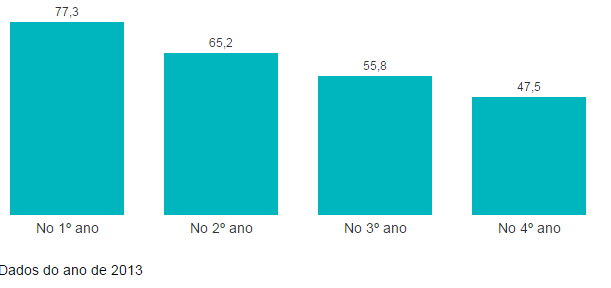 77,3
65,2
55,8
47,5
No 1º ano
No 2º ano
No 3º ano
No 4º ano
Dados do ano de 2013